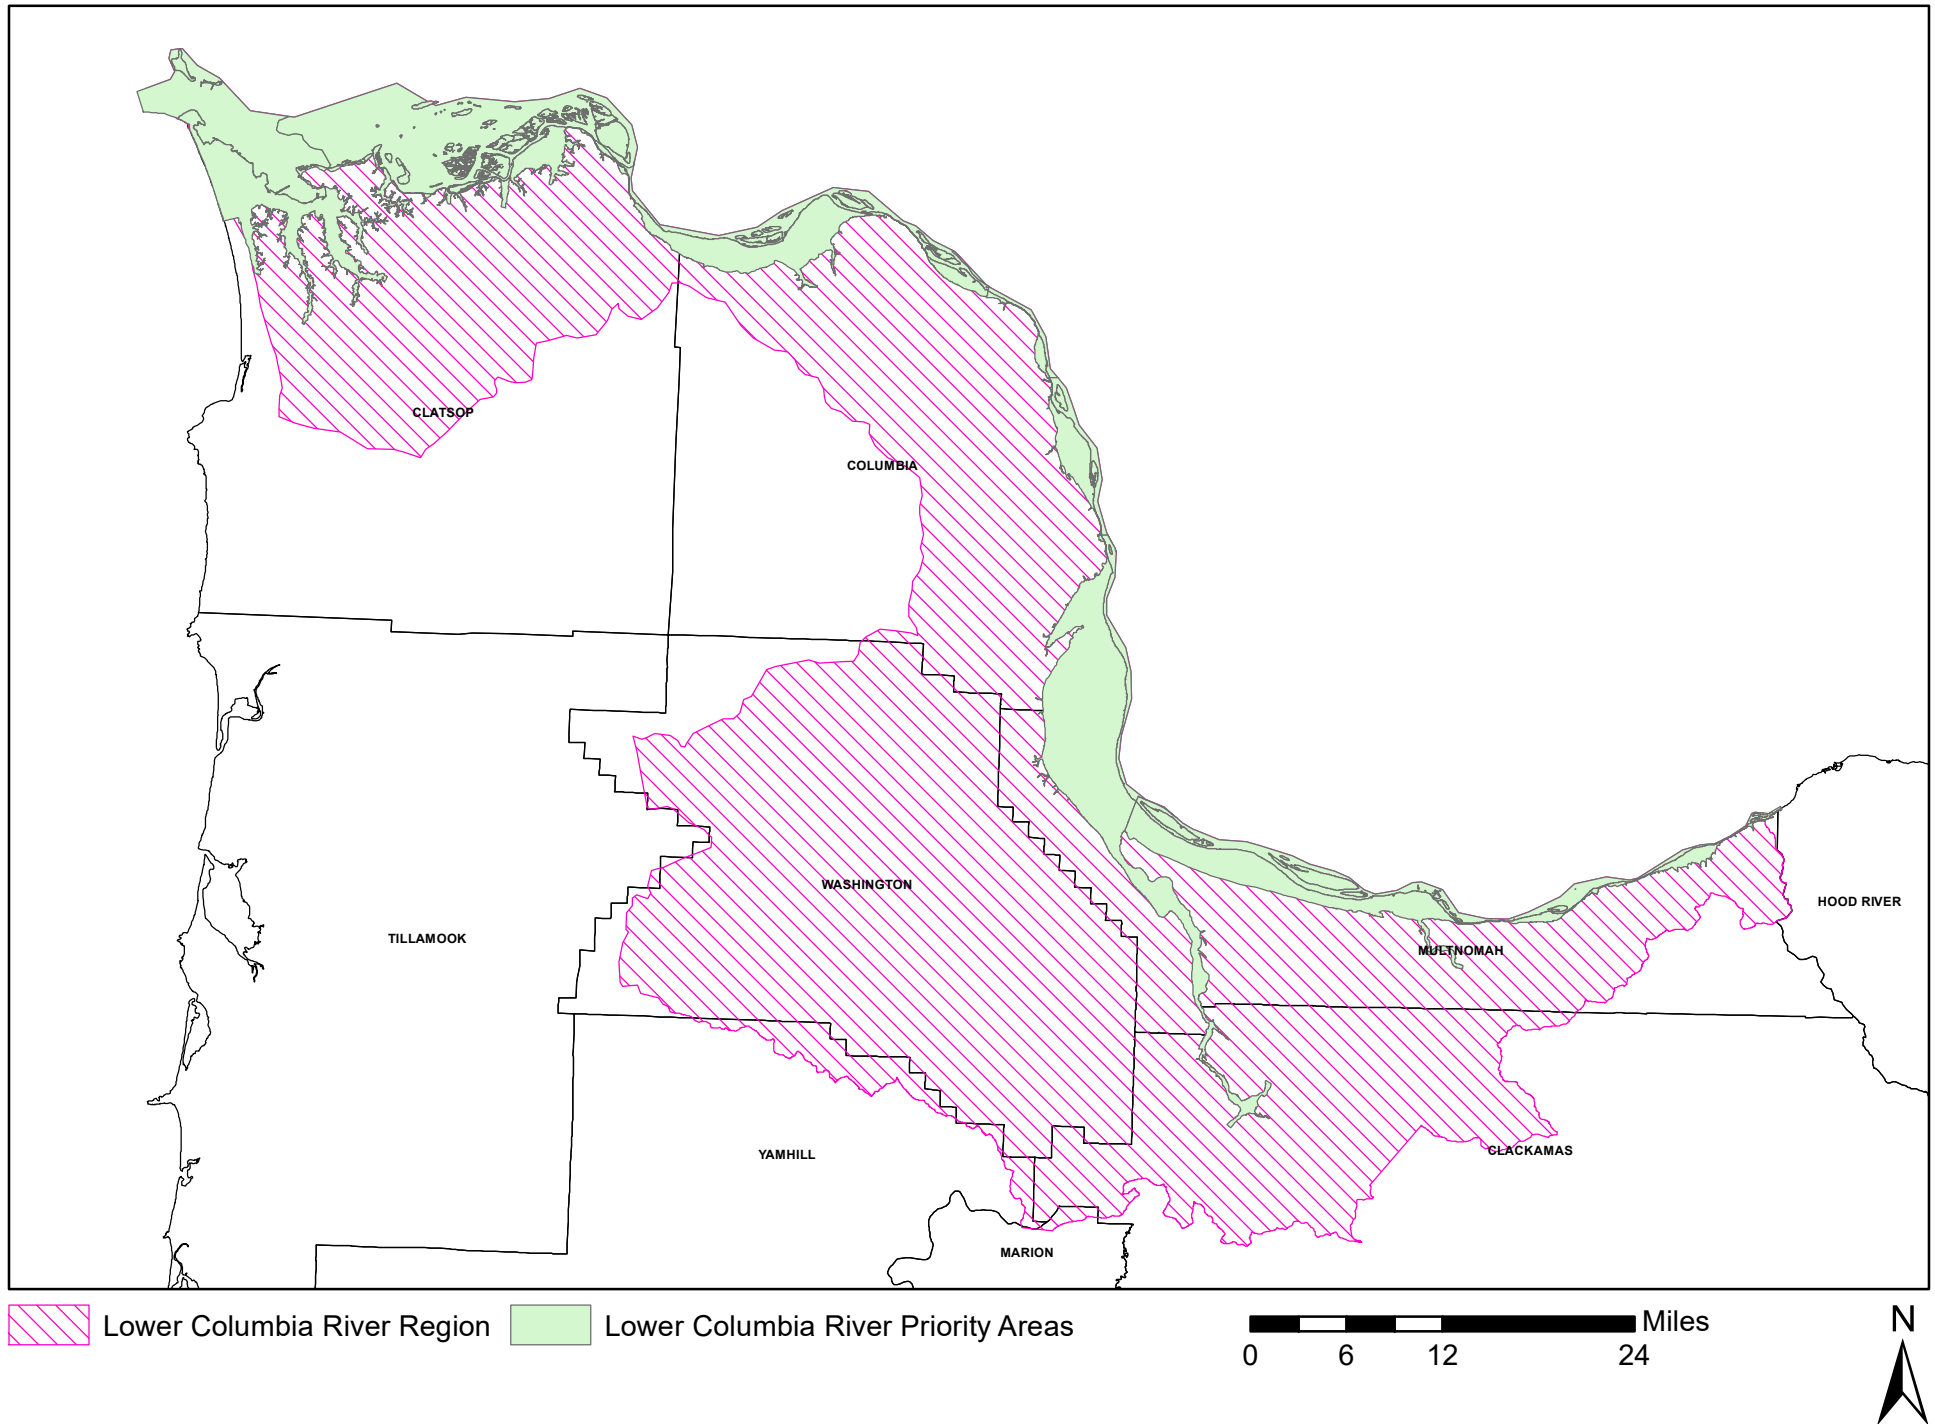 CLATSOP
COLUMBIA
WASHINGTON
HOOD RIVER
TILLAMOOK
MULTNOMAH
YAMHILL
CLACKAMAS
MARION
Lower Columbia River Region
Lower Columbia River Priority Areas
Miles
0 6 12 24
N